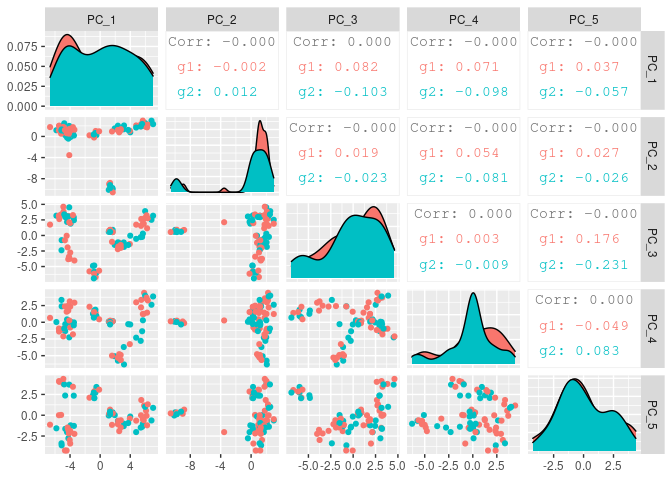 PC_1 PC_2 PC_3 PC_4 PC_5
0.075
0.050
0.025
0.000
Corr: -0.000
g1: -0.002
g2: 0.012
Corr: 0.000
g1: 0.082
g2: -0.103
Corr: -0.000
g1: 0.071
g2: -0.098
Corr: -0.000
g1: 0.037
g2: -0.057
PC_1
0
-4
-8
Corr: -0.000
g1: 0.019
g2: -0.023
Corr: -0.000
g1: 0.054
g2: -0.081
Corr: -0.000
g1: 0.027
g2: -0.026
PC_2
5.0
2.5
0.0
-2.5
-5.0
Corr: 0.000
g1: 0.003
g2: -0.009
Corr: -0.000
g1: 0.176
g2: -0.231
PC_3
2.5
0.0
-2.5
-5.0
Corr: 0.000
g1: -0.049
g2: 0.083
PC_4
2.5
0.0
-2.5
PC_5
-4 0 4
-8 -4 0
-5.0 -2.5 0.0 2.5 5.0
-5.0 -2.5 0.0 2.5
-2.5 0.0 2.5